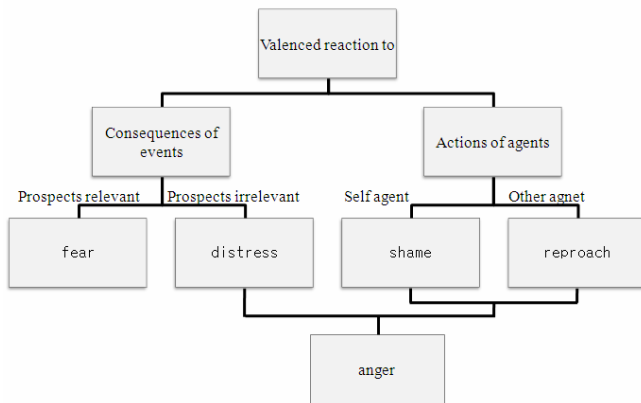 Valenced reaction to
Consequences of
events
Actions of agents
Prospects relevant
Prospects irrelevant
Self agent
Other agnet
fear
distress
shame
reproach
anger